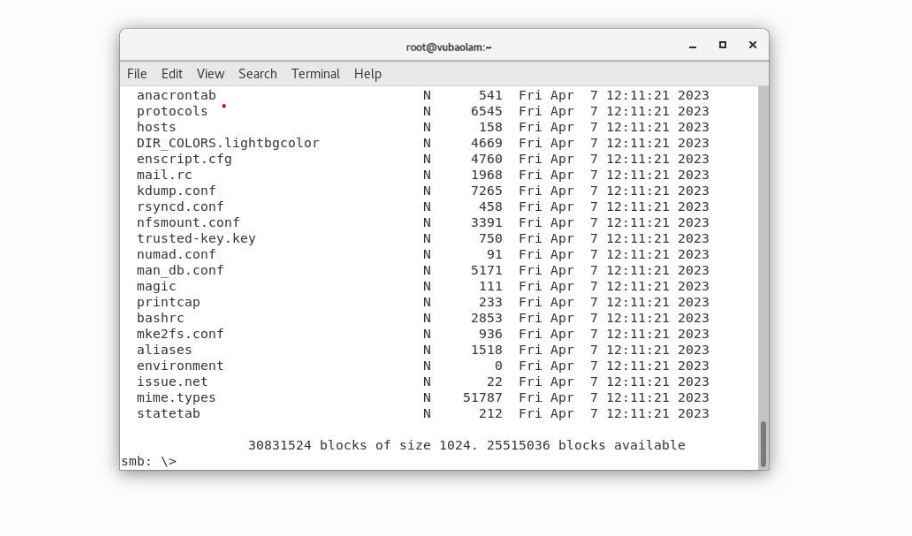 root@vubaolam:~
File Edit View Search Terminal Help
anacrontab N 541 Fri Apr 7 12:11:21 2023
protocols N 6545 Fri Apr 7 12:11:21 2023
hosts N 158 Fri Apr 7 12:11:21 2023
DIR_COLORS.lightbgcolor N 4669 Fri Apr 7 12:11:21 2023
enscript.cfg N 4760 Fri Apr 7 12:11:21 2023
mail.rc N 1968 Fri Apr 7 12:11:21 2023
kdump.conf N 7265 Fri Apr 7 12:11:21 2023
rsyncd.conf N 458 Fri Apr 7 12:11:21 2023
nfsmount.conf N 3391 Fri Apr 7 12:11:21 2023
trusted-key.key N 750 Fri Apr 7 12:11:21 2023
numad.conf N 91 Fri Apr 7 12:11:21 2023
man_db.conf N 5171 Fri Apr 7 12:11:21 2023
magic N 111 Fri Apr 7 12:11:21 2023
printcap N 233 Fri Apr 7 12:11:21 2023
bashrc N 2853 Fri Apr 7 12:11:21 2023
mke2fs.conf N 936 Fri Apr 7 12:11:21 2023
aliases N 1518 Fri Apr 7 12:11:21 2023
environment N 0 Fri Apr 7 12:11:21 2023
issue.net N 22 Fri Apr 7 12:11:21 2023
mime.types N 51787 Fri Apr 7 12:11:21 2023
statetab N 212 Fri Apr 7 12:11:21 2023
30831524 blocks of size 1024. 25515036 blocks available
smb: \>